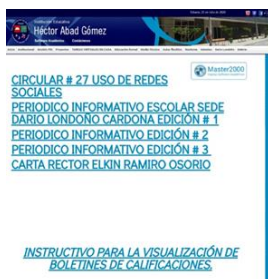 Institución Educativa
Héctor Abad Gómez
Master2000
CIRCULAR # 27 USO DE REDES
SOCIALES
PERIODICO INFORMATIVO ESCOLAR SEDE
DARIO LONDOÑO CARDONA EDICIÓN # 1
PERIODICO INFORMATIVO EDICIÓN # 2
PERIODICO INFORMATIVO EDICIÓN # 3
CARTA RECTOR ELKIN RAMIRO OSORIO
INSTRUCTIVO PARA LA VISUALIZACIÓN DE
BOLETINES DE CALIFICACIONES.